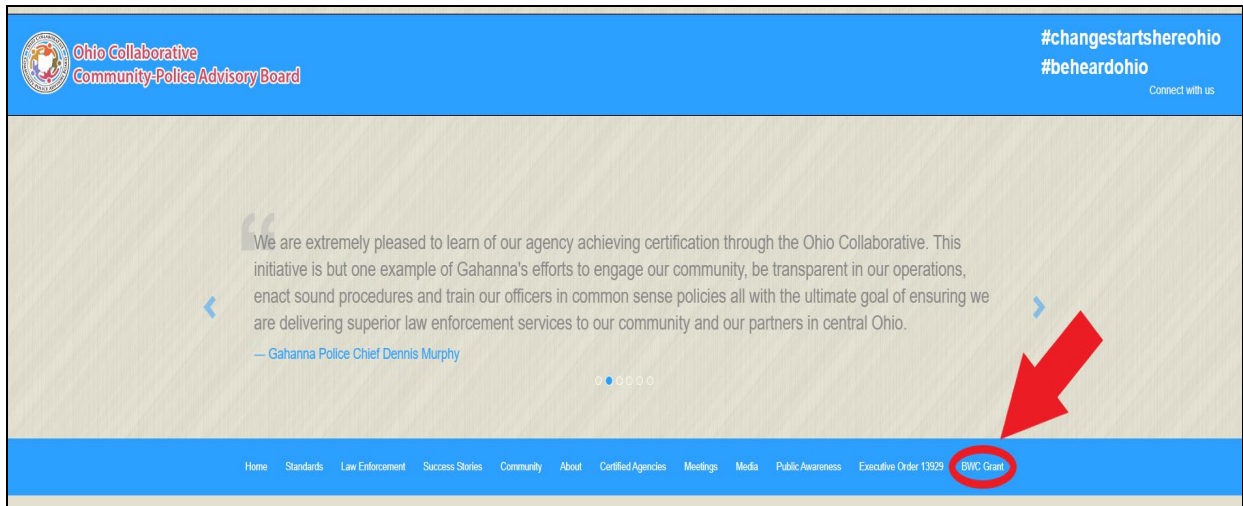 Ohio Collaborative
Community-Police Advisory Board
#changestartshereohio
#beheardohio
Connect with us
“
We are extremely pleased to learn of our agency achieving certification through the Ohio Collaborative. This
initiative is but one example of Gahanna's efforts to engage our community, be transparent in our operations,
enact sound procedures and train our officers in common sense policies all with the ultimate goal of ensuring we
are delivering superior law enforcement services to our community and our partners in central Ohio.
— Gahanna Police Chief Dennis Murphy
Home Standards Law Enforcement Success Stories Community About Certified Agencies Meetings Media Public Awareness Executive Order 13929 BWC Grant